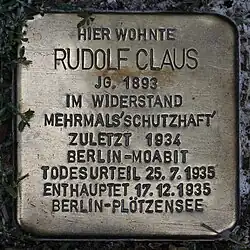 HIER WOHNTE
RUDOLF CLAUS
JG. 1893
IM WIDERSTAND
MEHRMALS'SCHUTZHAFT'
ZULETZT 1934
BERLIN-MOABIT
TODESURTEIL 25.7.1935
ENTHAUPTET 17.12.1935
BERLIN-PLÖTZENSEE